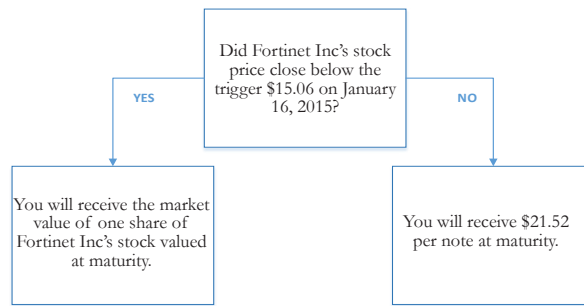 Did Fortinet Inc's stock
price close below the
trigger $15.06 on January
16, 2015?
YES
NO
You will receive the market
value of one share of
Fortinet Inc's stock valued
at maturity.
You will receive $21.52
per note at maturity.